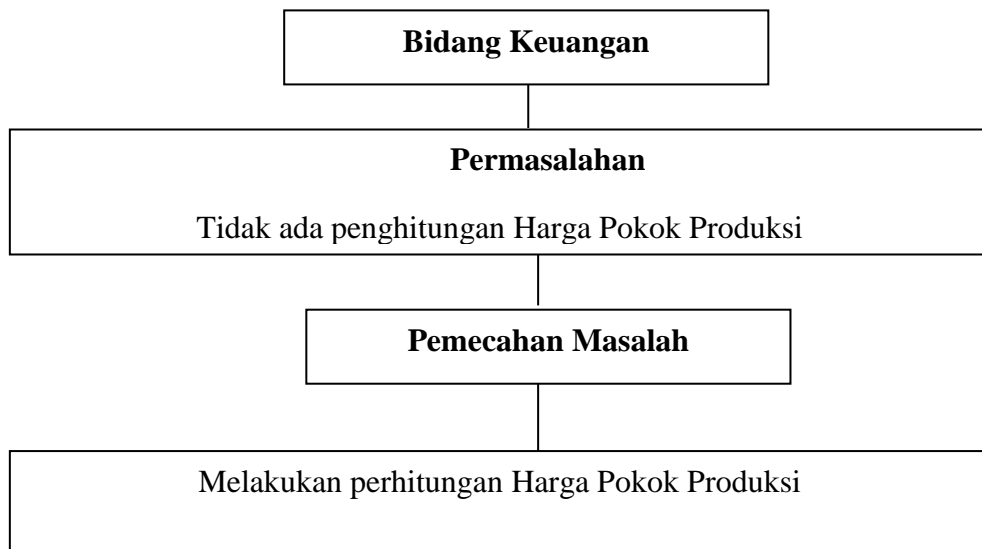 Bidang Keuangan
Permasalahan
Tidak ada penghitungan Harga Pokok Produksi
Pemecahan Masalah
Melakukan perhitungan Harga Pokok Produksi